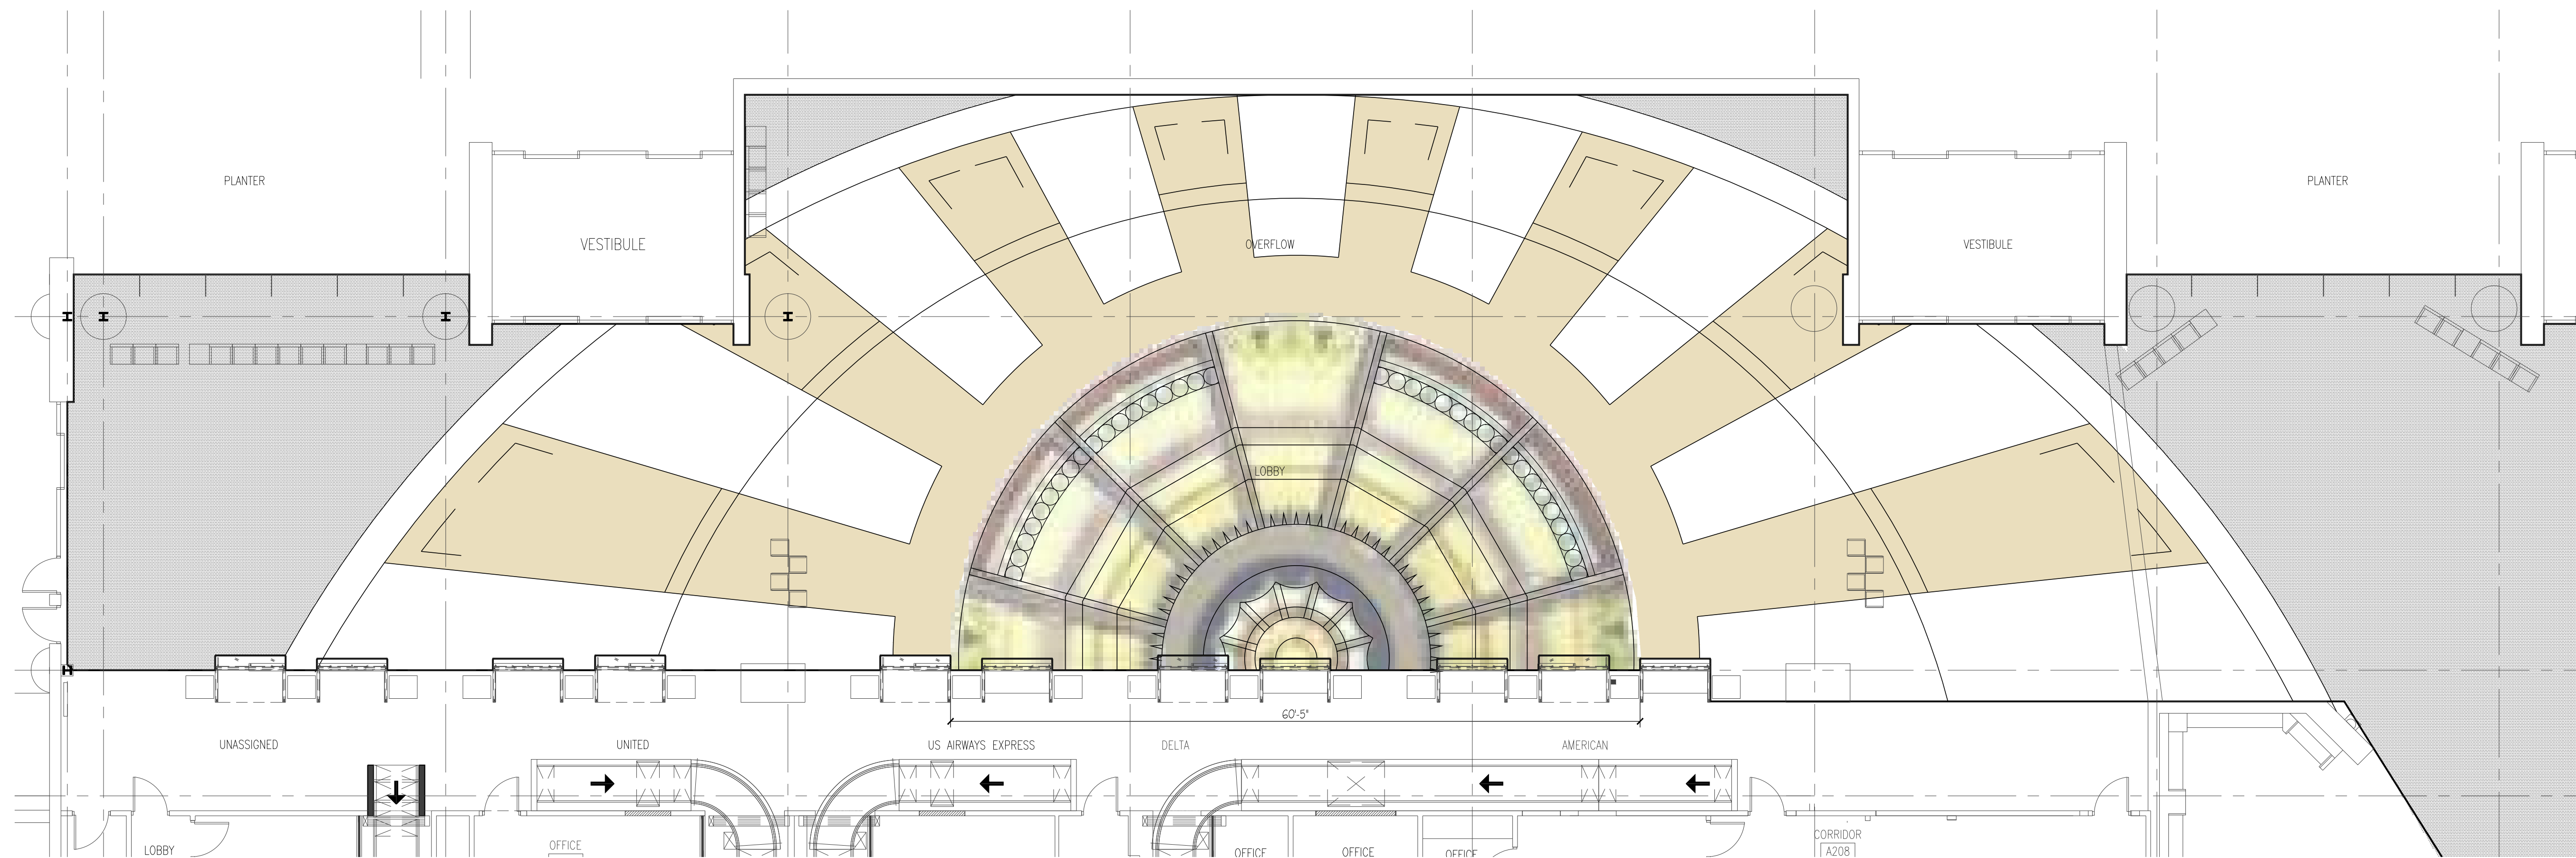 PLANTER
PLANTER
VESTIBULE
OVERFLOW
VESTIBULE
LOBBY
60'-5"
UNASSIGNED
UNITED
US AIRWAYS EXPRESS
DELTA
AMERICAN
CORRIDOR
A208
LOBBY
OFFICE
OFFICE
OFFICE
OFFICE